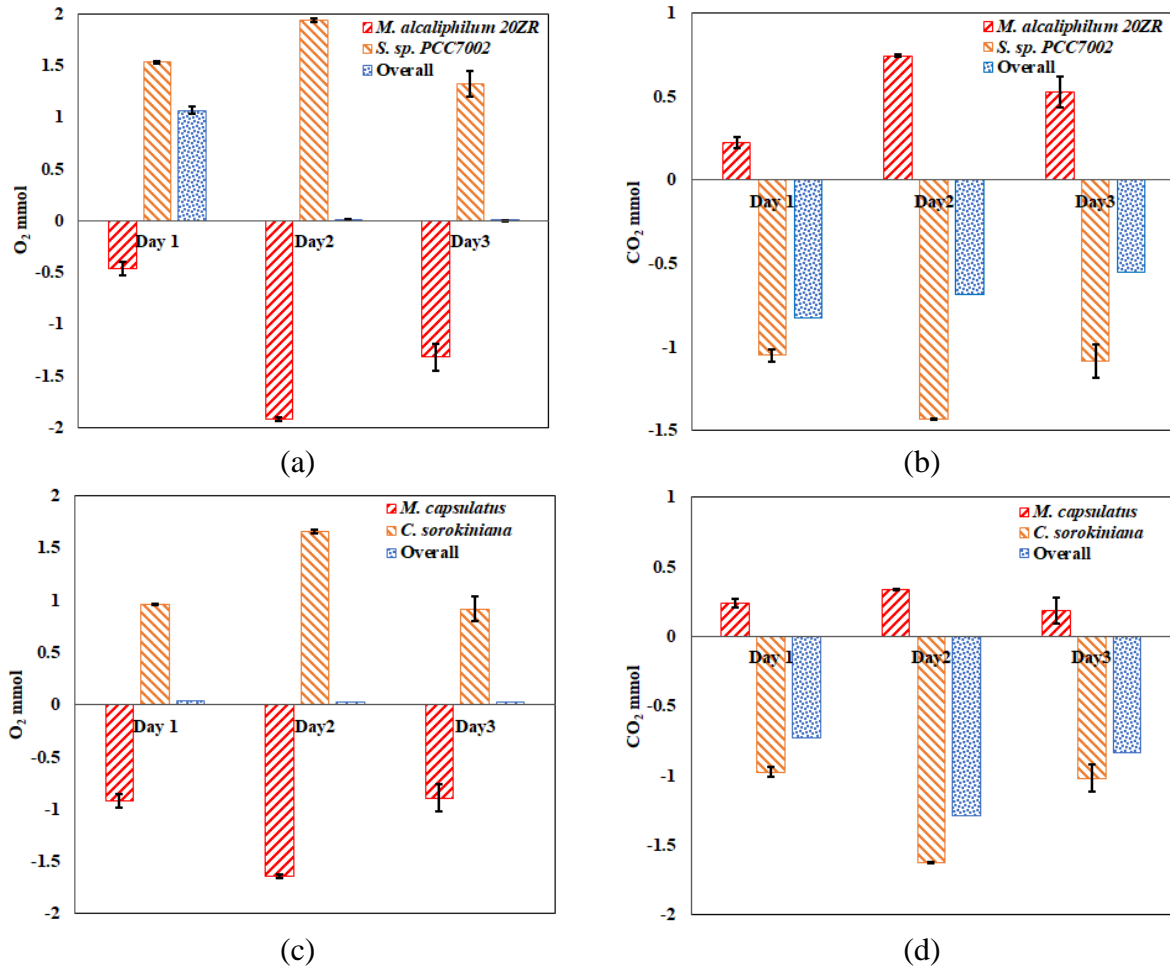 2
1.5
1
0.5
0
-0.5
-1
-1.5
-2
O2 mmol
M. alcaliphilum 20ZR
S. sp. PCC7002
Overall
Day 1
Day2
Day3
(a)
1
0.5
0
-0.5
-1
-1.5
CO2 mmol
M. alcaliphilum 20ZR
S. sp. PCC7002
Overall
Day 1
Day2
Day3
(b)
2
1.5
1
0.5
0
-0.5
-1
-1.5
-2
O2 mmol
M. capsulatus
C. sorokiniana
Overall
Day 1
Day2
Day3
(c)
1
0.5
0
-0.5
-1
-1.5
-2
CO2 mmol
M. capsulatus
C. sorokiniana
Overall
Day 1
Day2
Day3
(d)